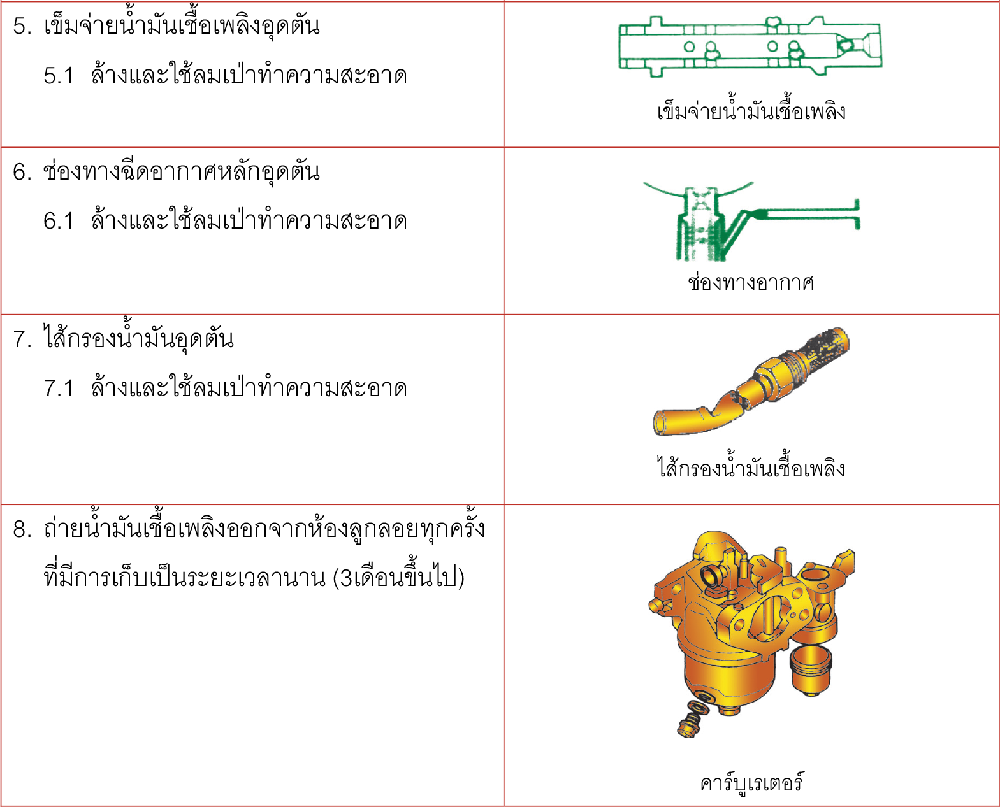 5. เข็มจ่ายน้ำมันเชื้อเพลิงอุดตัน
5.1 ล้างและใช้ลมเป่าทำความสะอาด
เข็มจ่ายน้ำมันเชื้อเพลิง
6. ช่องทางฉีดอากาศหลักอุดตัน
6.1 ล้างและใช้ลมเป่าทำความสะอาด
ช่องทางอากาศ
7. ไส้กรองน้ำมันอุดตัน
7.1 ล้างและใช้ลมเป่าทำความสะอาด
ไส้กรองน้ำมันเชื้อเพลิง
8. ถ่ายน้ำมันเชื้อเพลิงออกจากห้องลูกลอยทุกครั้ง
ที่มีการเก็บเป็นระยะเวลานาน (3เดือนขึ้นไป)
คาร์บูเรเตอร์